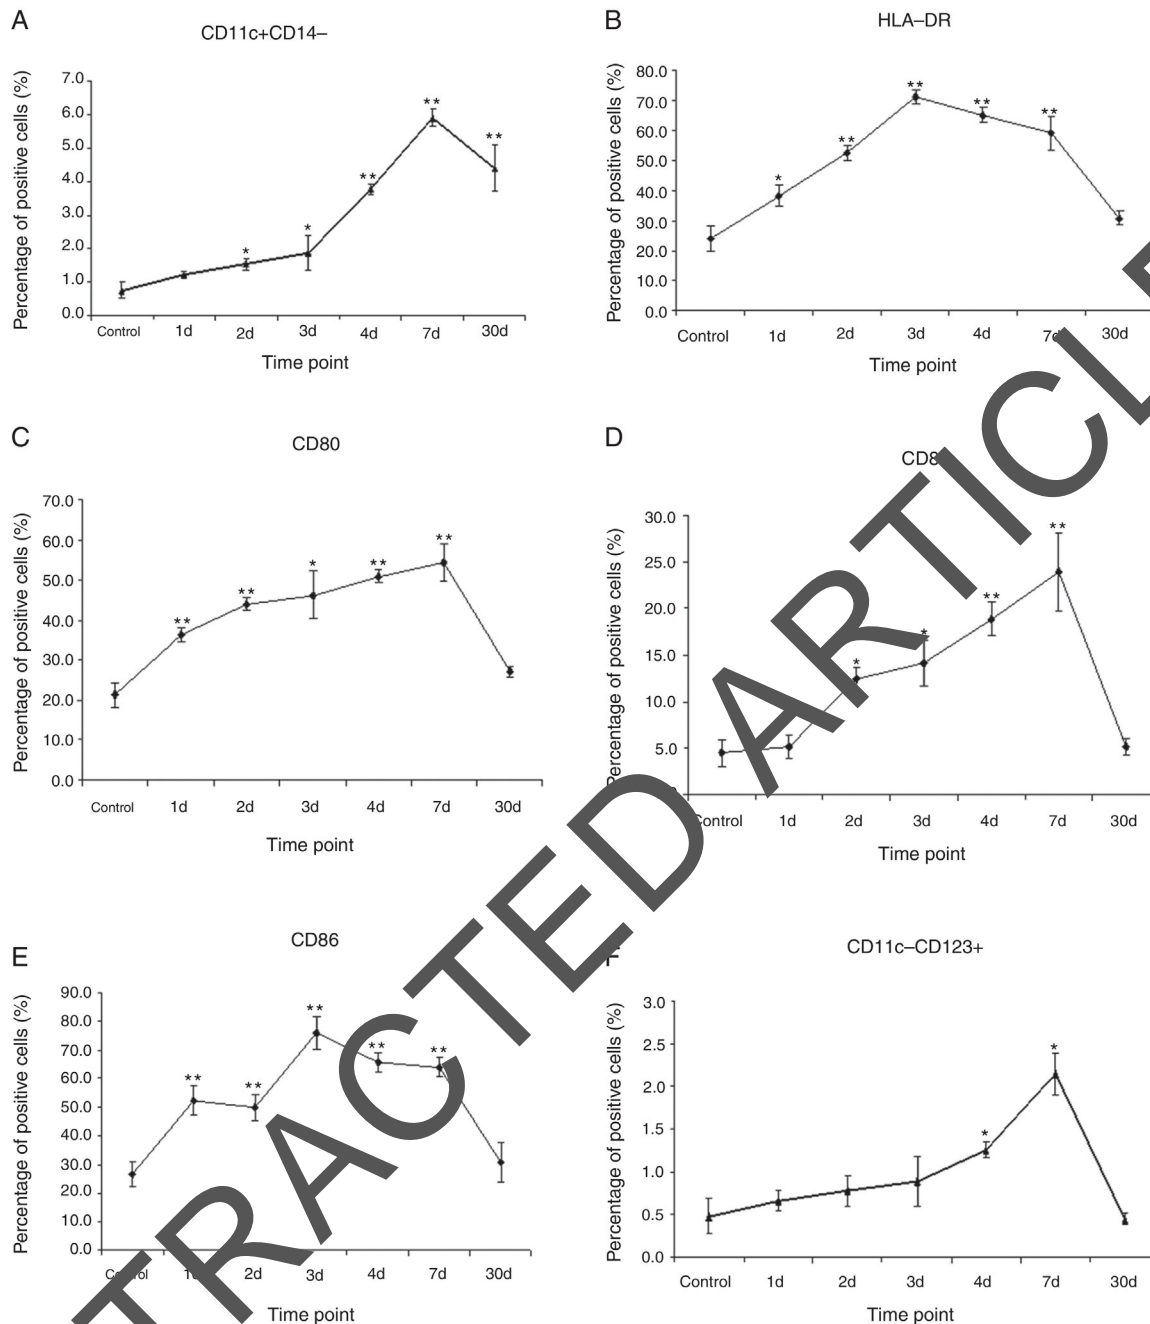 A
CD11c+CD14–
Percentage of positive cells (%)
7.0
6.0
5.0
4.0
3.0
2.0
1.0
0.0
*
*
**
**
**
Control 1d 2d 3d 4d 7d 30d
Time point
B
HLA–DR
Percentage of positive cells (%)
80.0
70.0
60.0
50.0
40.0
30.0
20.0
10.0
0.0
*
**
**
**
**
Control 1d 2d 3d 4d 7d 30d
Time point
C
CD80
Percentage of positive cells (%)
70.0
60.0
50.0
40.0
30.0
20.0
10.0
0.0
**
**
*
**
**
Control 1d 2d 3d 4d 7d 30d
Time point
D
Percentage of positive cells (%)
30.0
25.0
20.0
15.0
10.0
5.0
*
*
**
**
Control 1d 2d 3d 4d 7d 30d
Time point
E
CD86
Percentage of positive cells (%)
90.0
80.0
70.0
60.0
50.0
40.0
30.0
20.0
10.0
0.0
**
**
**
**
**
Control 2d 3d 4d 7d 30d
Time point
F
CD11c–CD123+
Percentage of positive cells (%)
3.0
2.5
2.0
1.5
1.0
0.5
0.0
*
*
Control 1d 2d 3d 4d 7d 30d
Time point
TRACTED ARTICLE